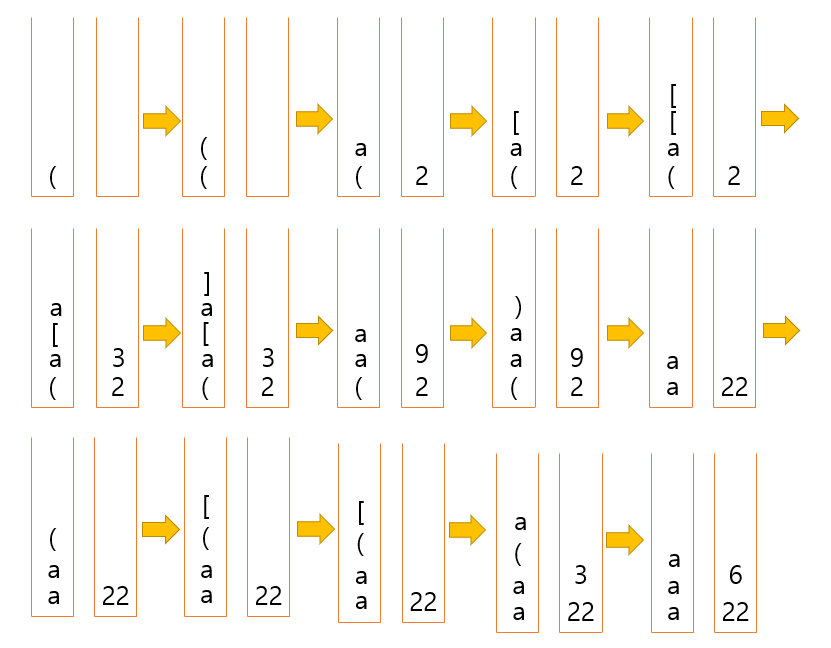 [
[ [
( a a a
( ( ( 2 ( 2 ( 2
]
a a )
[ [ a a
a 3 a 3 a 9 a 9 a
( 2 ( 2 ( 2 ( 2 a 22
[ [ a
( ( ( ( a
a a a a 3 a 6
a 22 a 22 a 22 a 22 a 22